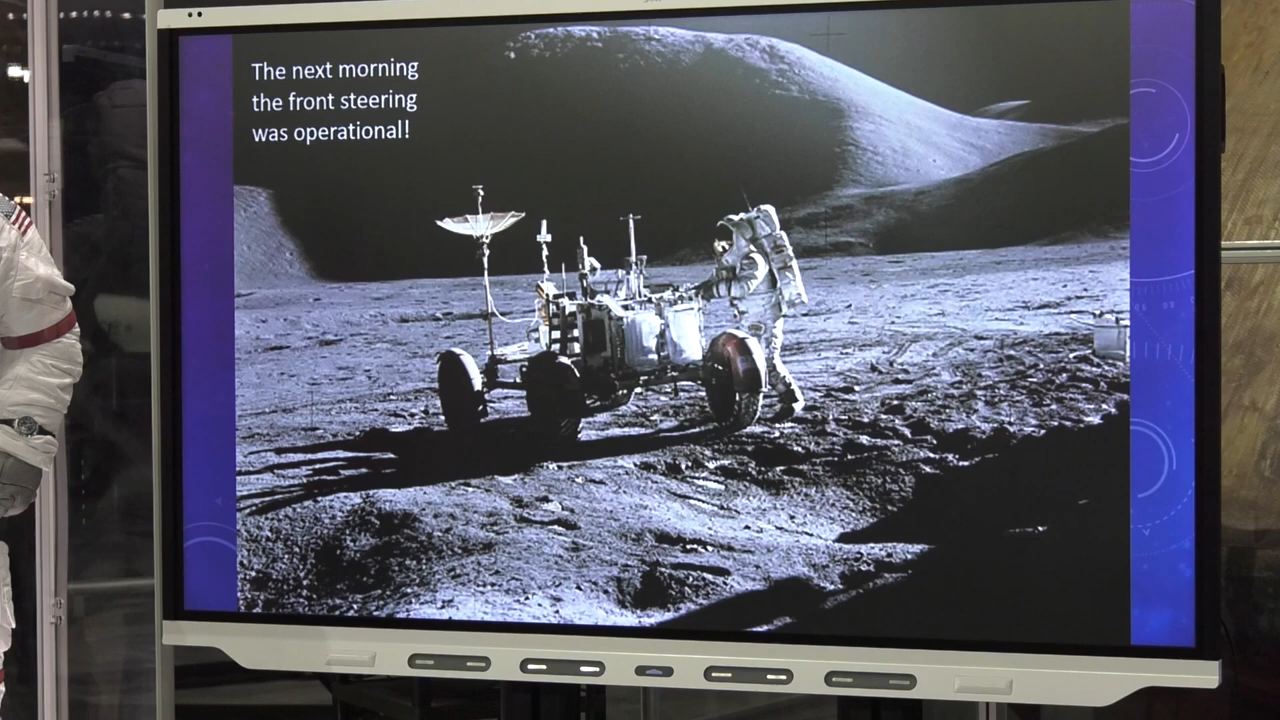 The next morning
the front steering
was operational!